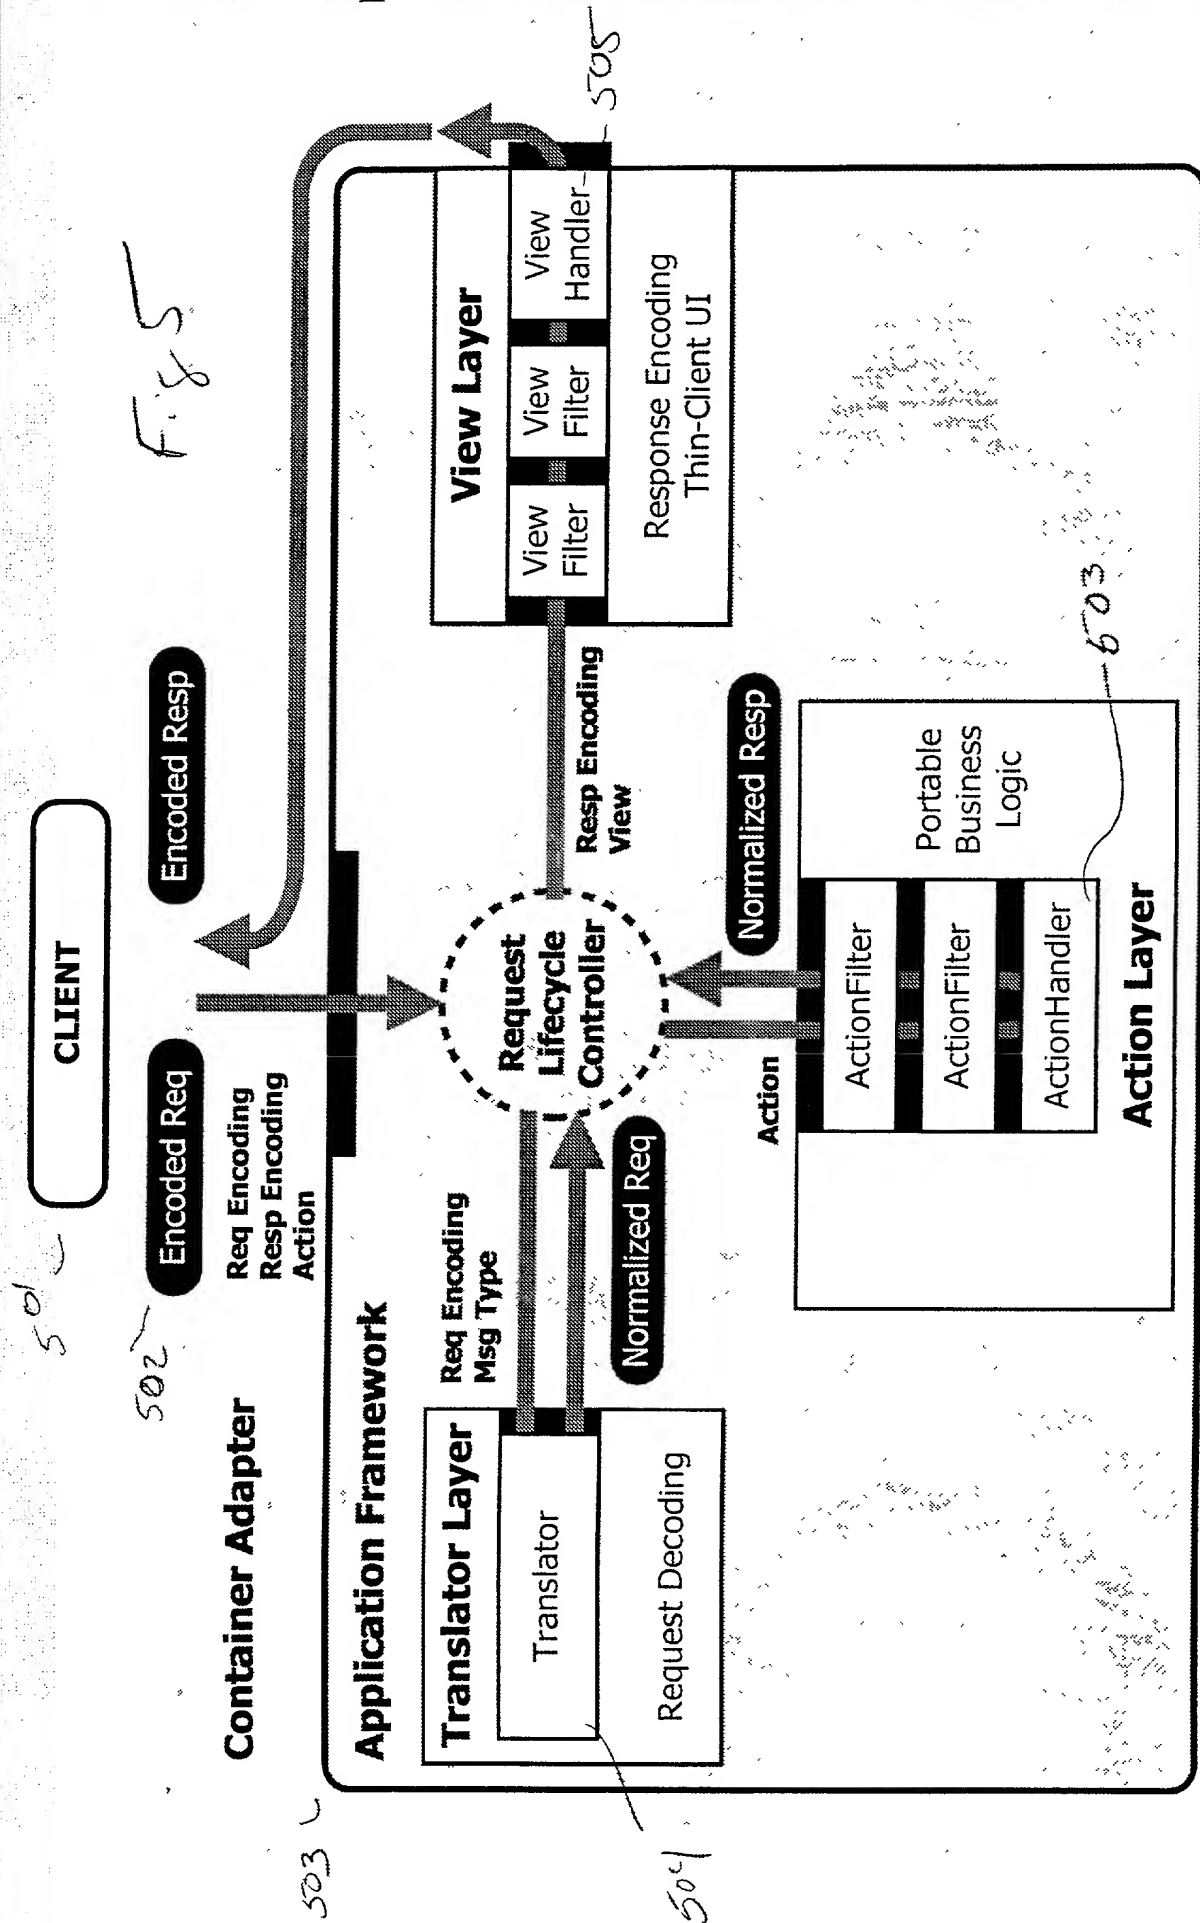 Fig 5
501
CLIENT
502
Encoded Req
Encoded Resp
Container Adapter
Req Encoding
Resp Encoding
Action
503
Application Framework
Translator Layer
Translator
Request Decoding
504
Req Encoding
Msg Type
Normalized Req
Request
Lifecycle
Controller
Resp Encoding
View
View Layer
View
Filter
View
Filter
View
Handler
Response Encoding
Thin-Client UI
505
Action
Normalized Resp
ActionFilter
ActionFilter
ActionHandler
Portable
Business
Logic
Action Layer
503